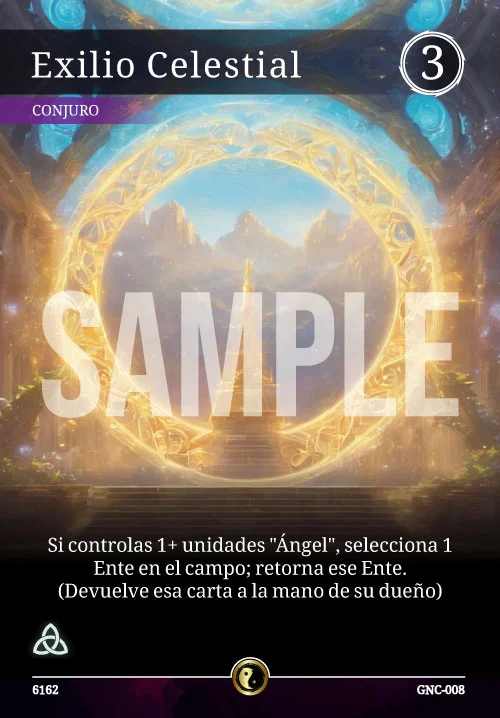 Exilio Celestial
3
CONJURO
SAMPLE
Si controlas 1+ unidades "Ángel", selecciona 1
Ente en el campo; retorna ese Ente.
(Devuelve esa carta a la mano de su dueño)
6162
GNC-008